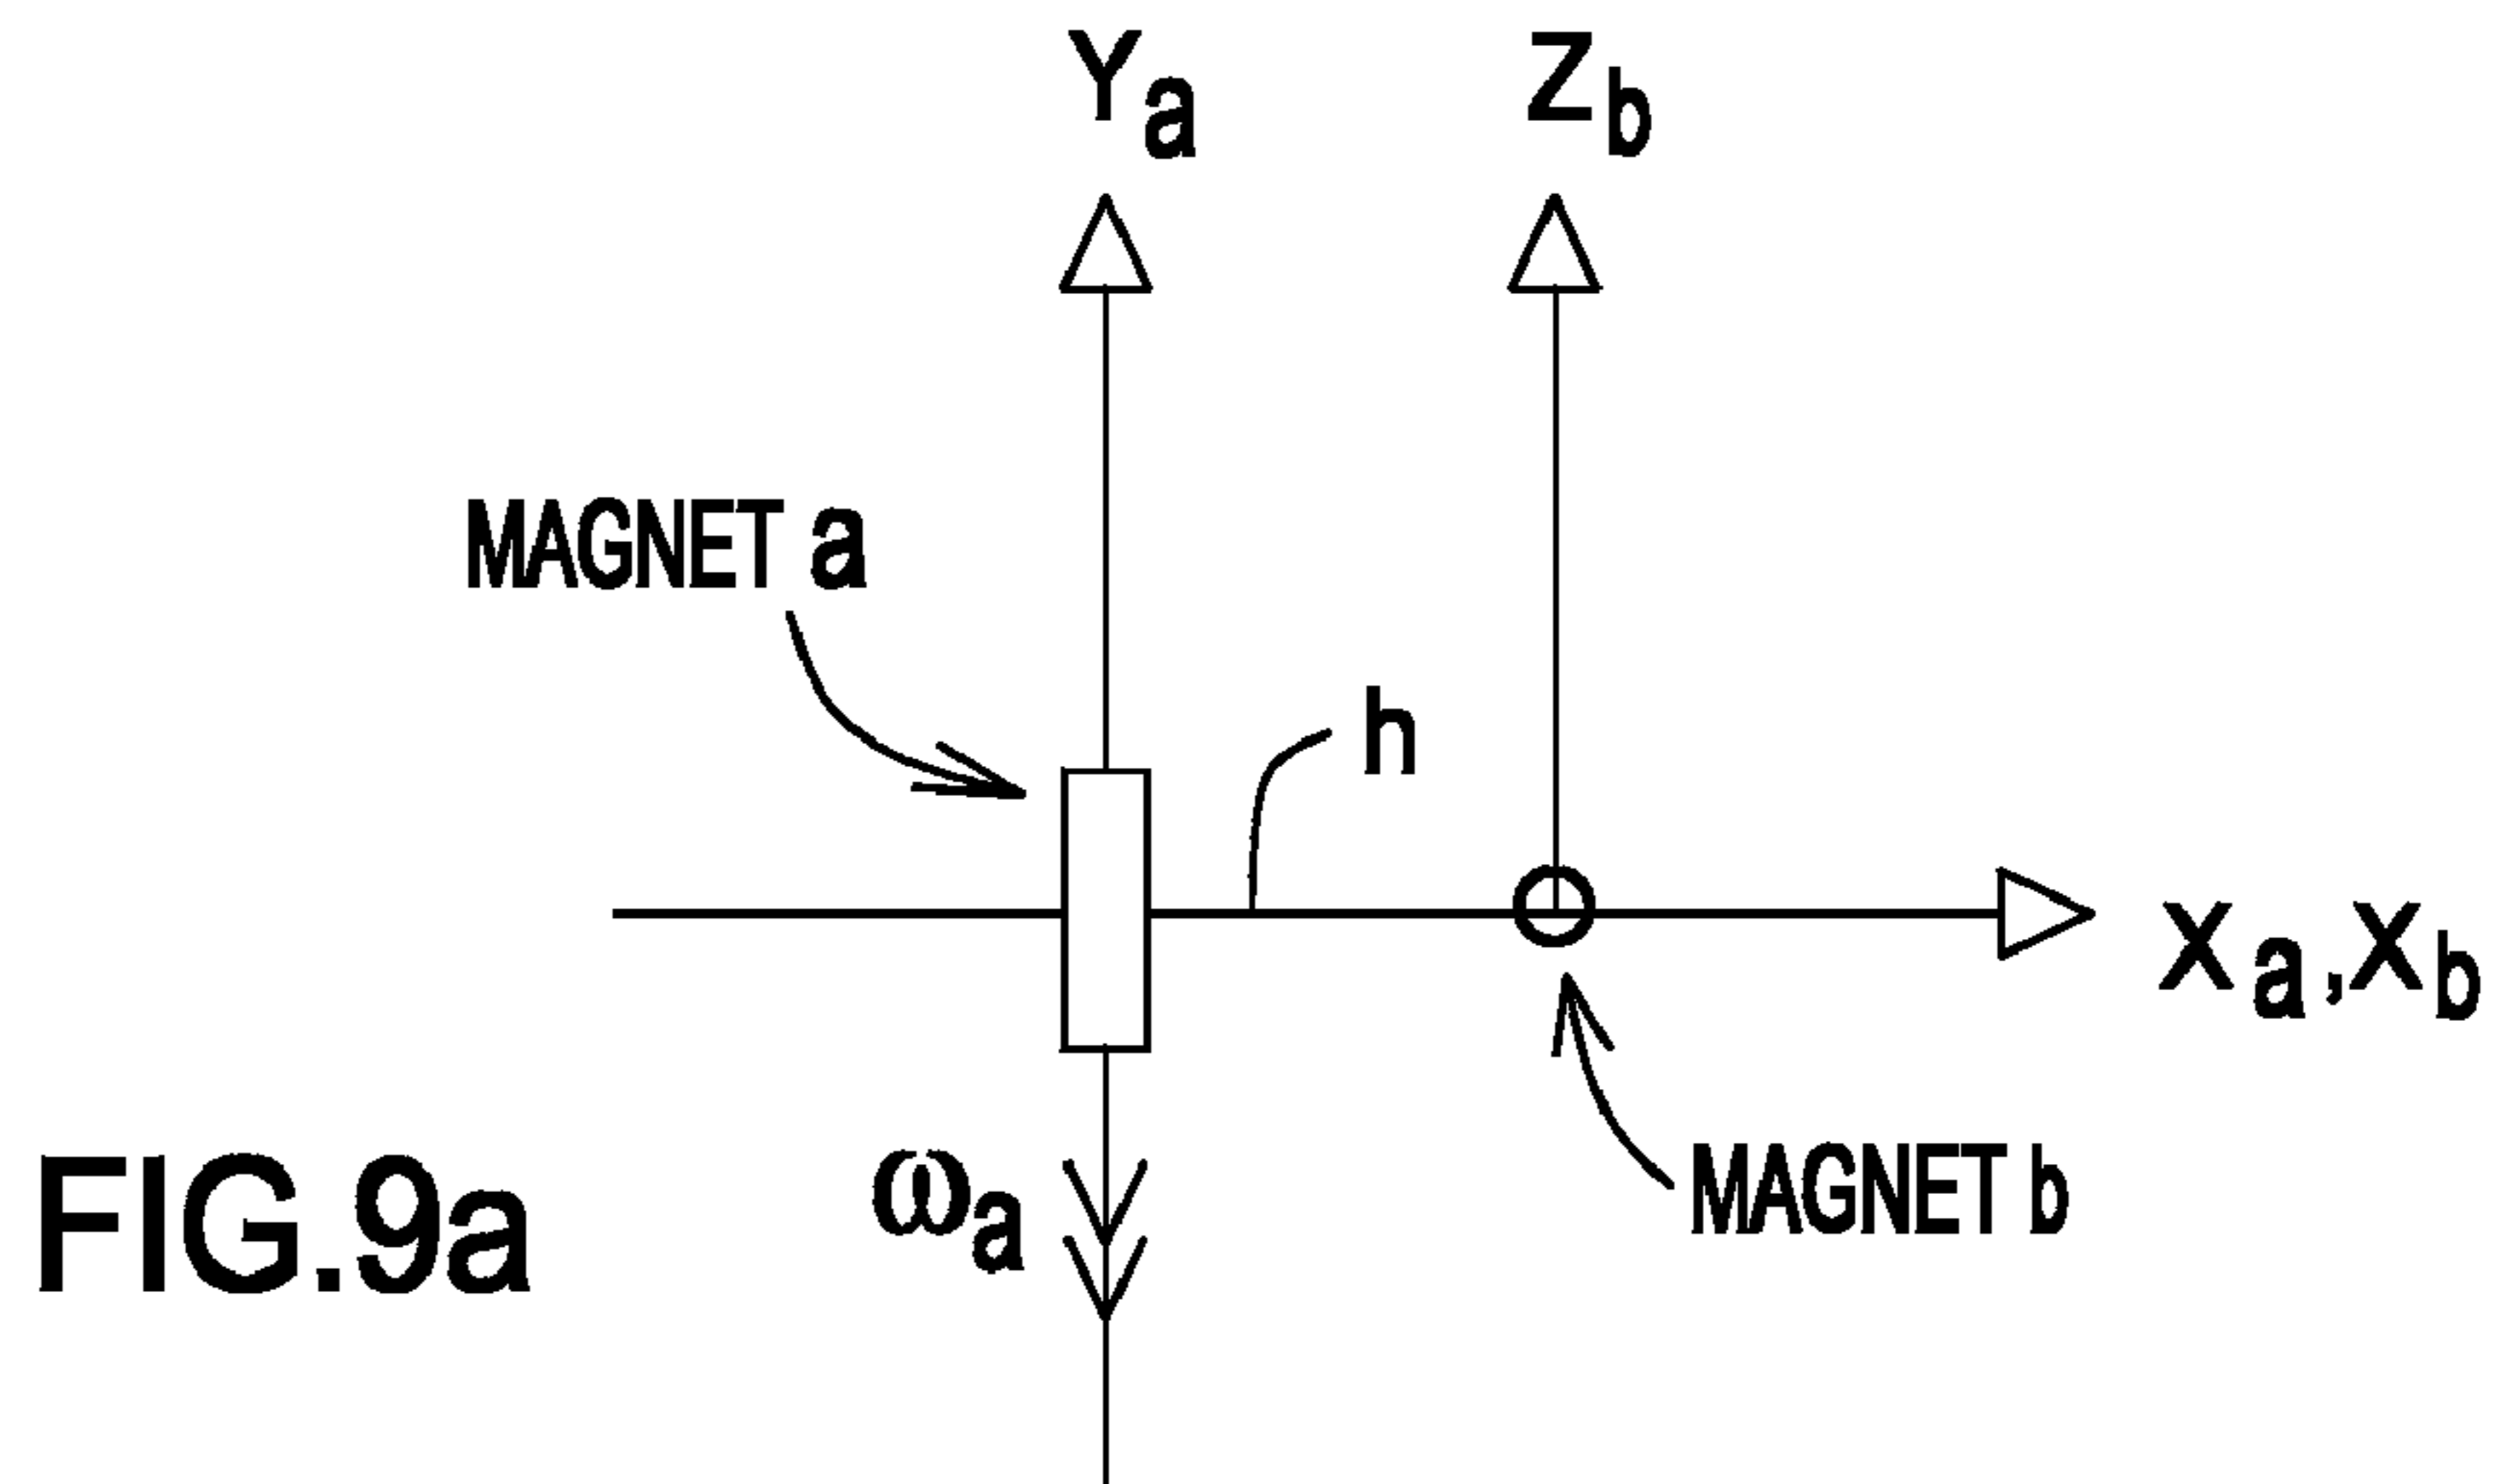 Ya
Zb
MAGNET a
h
Xa,Xb
ωa
MAGNET b
FIG.9a